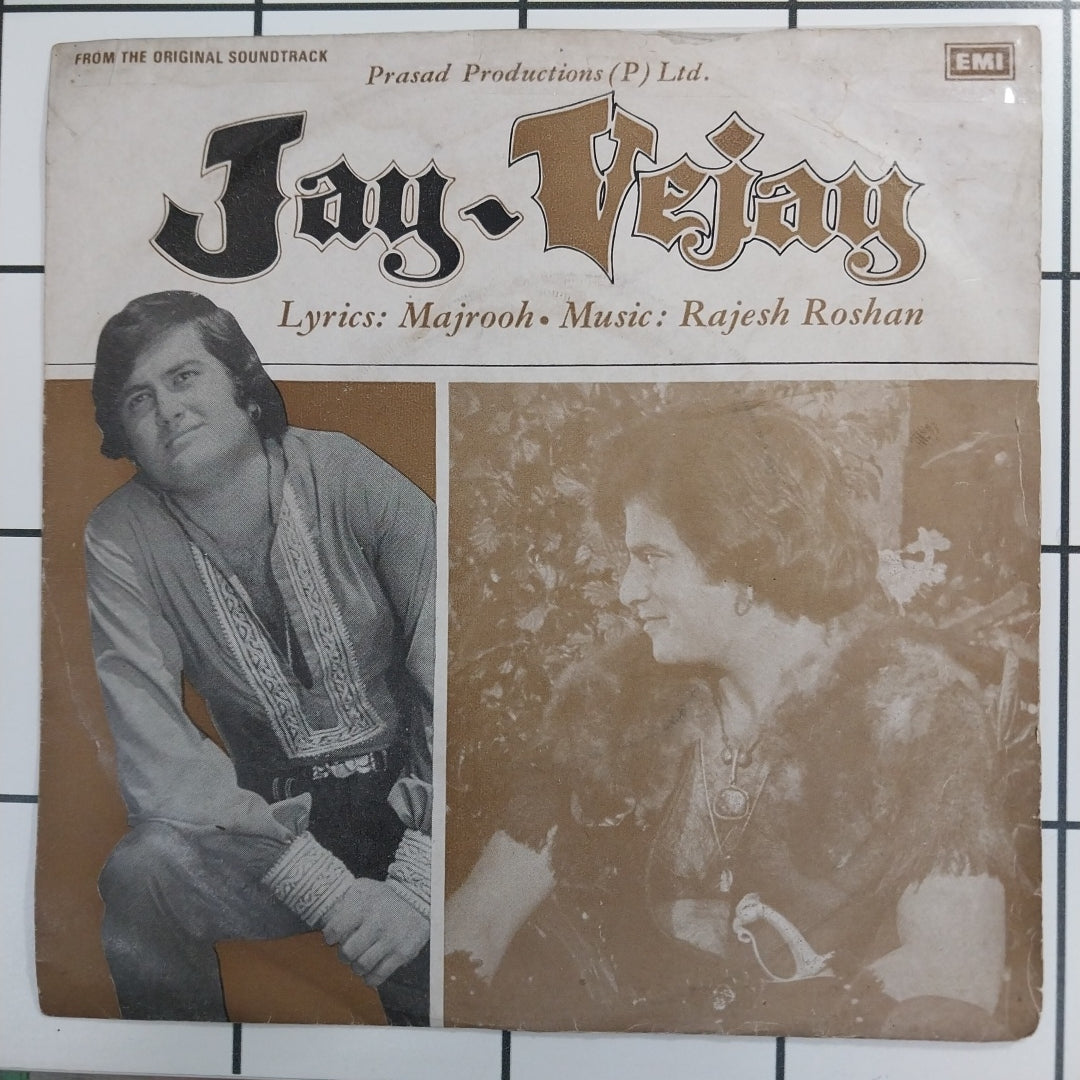 FROM THE ORIGINAL SOUNDTRACK
Prasad Productions (P) Ltd.
EMI
Jay-Vejay
Lyrics: Majrooh • Music: Rajesh Roshan